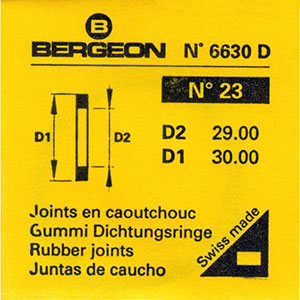 B
BERGEON N° 6630 D
N° 23
D1 D2
D2 29.00
D1 30.00
Joints en caoutchouc
Gummi Dichtungsringe
Rubber joints
Juntas de caucho
Swiss made